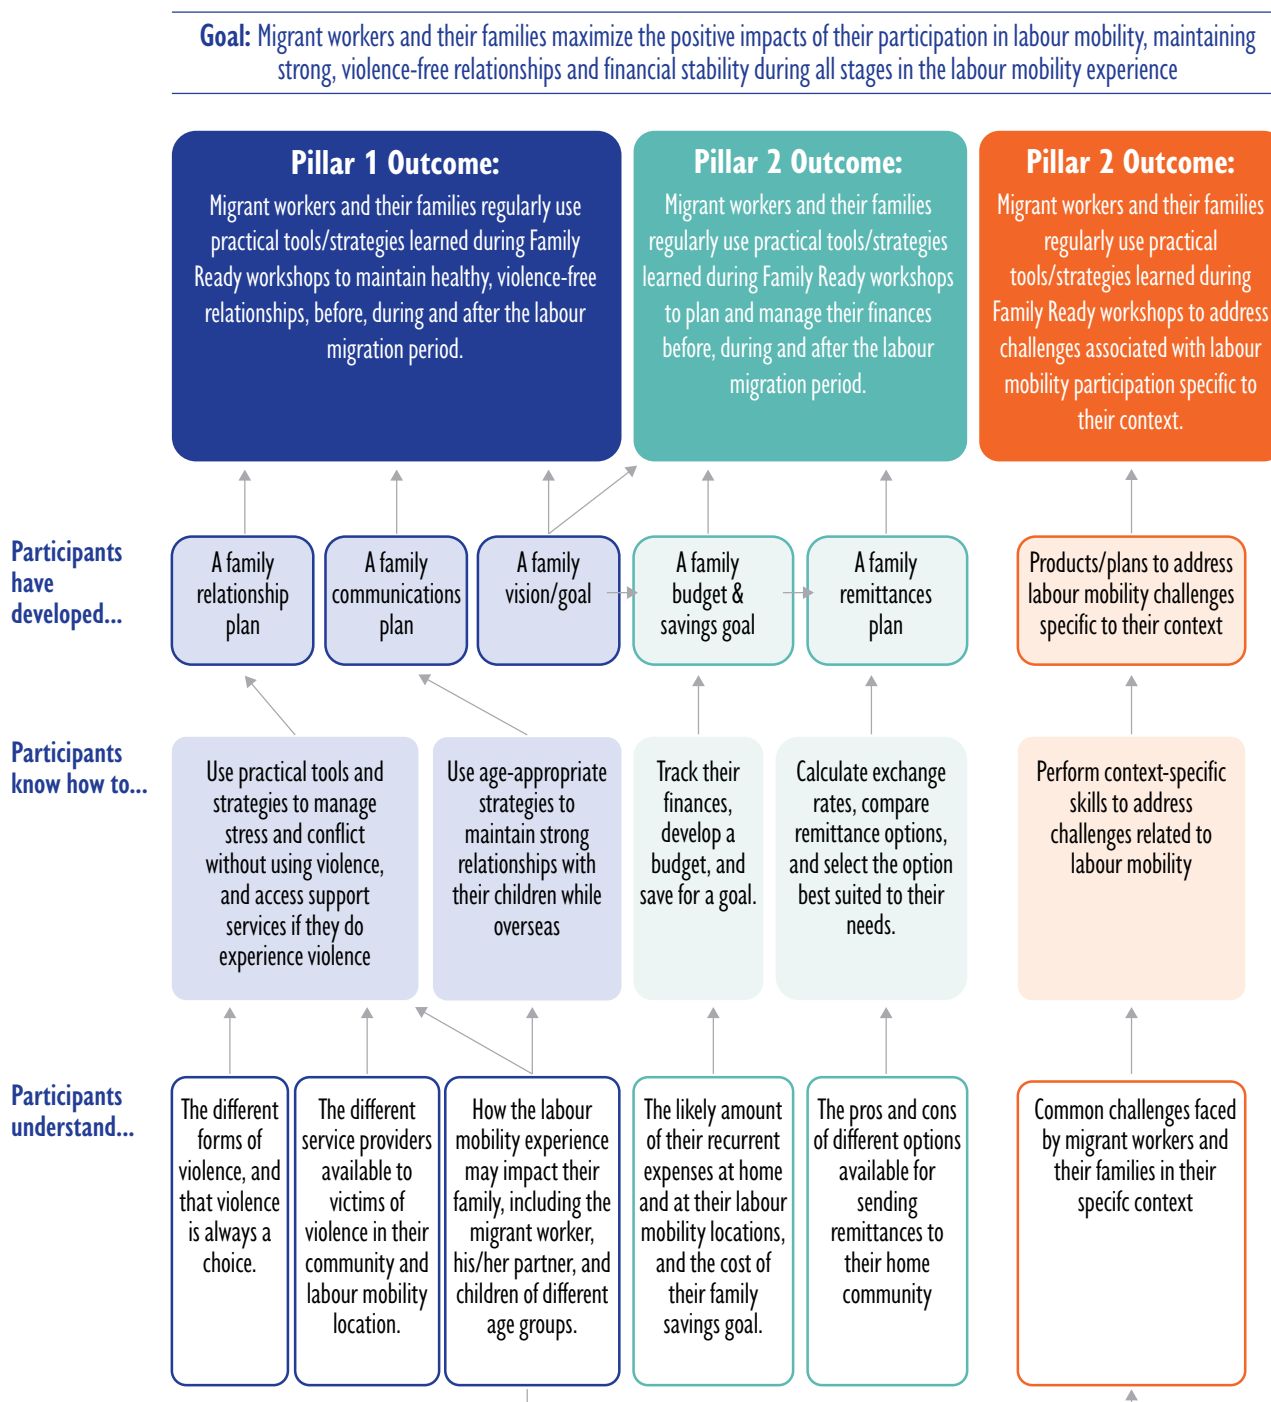 Goal: Migrant workers and their families maximize the positive impacts of their participation in labour mobility, maintaining
strong, violence-free relationships and financial stability during all stages in the labour mobility experience
Pillar 1 Outcome:
Migrant workers and their families regularly use
practical tools/strategies learned during Family
Ready workshops to maintain healthy, violence-free
relationships, before, during and after the labour
migration period.
Pillar 2 Outcome:
Migrant workers and their families
regularly use practical tools/strategies
learned during Family Ready workshops
to plan and manage their finances
before, during and after the labour
migration period.
Pillar 2 Outcome:
Migrant workers and their families
regularly use practical
tools/strategies learned during
Family Ready workshops to address
challenges associated with labour
mobility participation specific to
their context.
Participants
have
developed...
A family
relationship
plan
A family
communications
plan
A family
vision/goal
A family
budget &
savings goal
A family
remittances
plan
Products/plans to address
labour mobility challenges
specific to their context
Participants
know how to...
Use practical tools and
strategies to manage
stress and conflict
without using violence,
and access support
services if they do
experience violence
Use age-appropriate
strategies to
maintain strong
relationships with
their children while
overseas
Track their
finances,
develop a
budget, and
save for a goal.
Calculate exchange
rates, compare
remittance options,
and select the option
best suited to their
needs.
Perform context-specific
skills to address
challenges related to
labour mobility
Participants
understand...
The different
forms of
violence, and
that violence
is always a
choice.
The different
service providers
available to
victims of
violence in their
community and
labour mobility
location.
How the labour
mobility experience
may impact their
family, including the
migrant worker,
his/her partner, and
children of different
age groups.
The likely amount
of their recurrent
expenses at home
and at their labour
mobility locations,
and the cost of
their family
savings goal.
The pros and cons
of different options
available for
sending
remittances to
their home
community
Common challenges faced
by migrant workers and
their families in their
specifc context